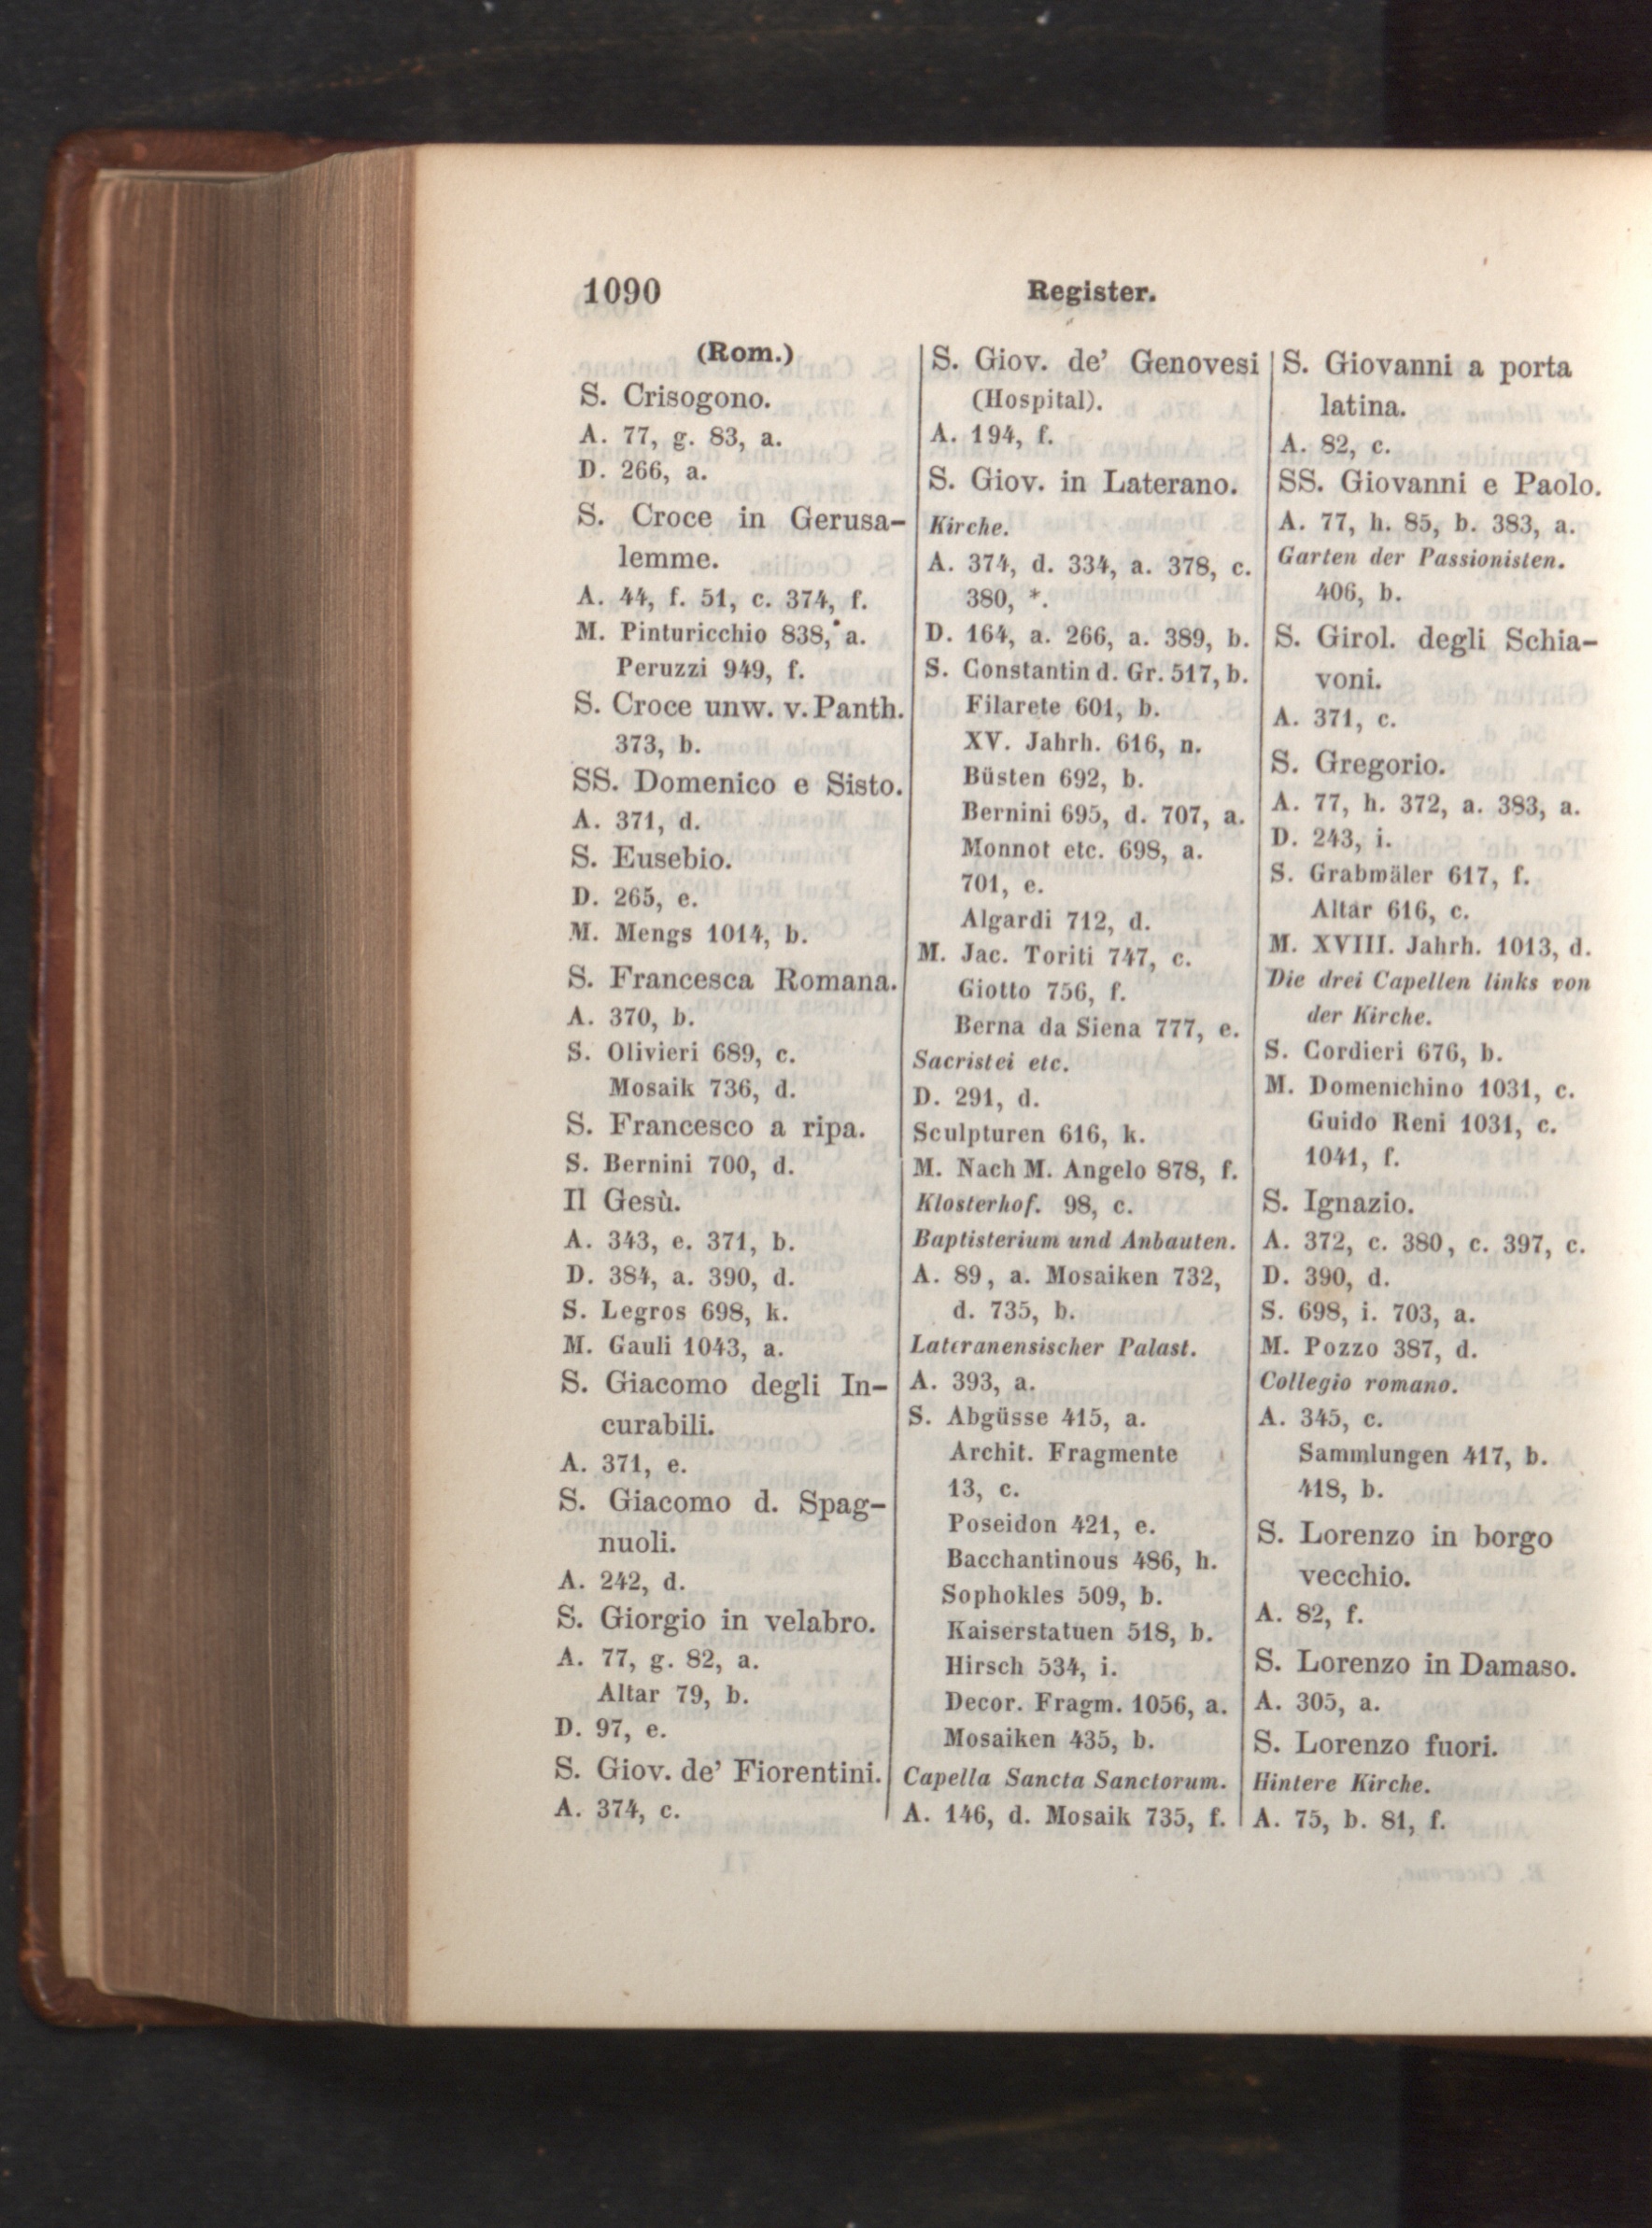 1090
Register.
(Rom.)
S. Crisogono.
A. 77, g. 83, a.
D. 266, a.
S. Croce in Gerusa-
lemme.
A. 44, f. 51, c. 374, f.
M. Pinturicchio 838, a.
Peruzzi 949, f.
S. Croce unw. v. Panth.
373, b.
SS. Domenico e Sisto.
A. 371, d.
S. Eusebio.
D. 265, e.
M. Mengs 1014, b.
S. Francesca Romana.
A. 370, b.
S. Olivieri 689, c.
Mosaik 736, d.
S. Francesco a ripa.
S. Bernini 700, d.
Il Gesù.
A. 343, e. 371, b.
D. 384, a. 390, d.
S. Legros 698, k.
M. Gauli 1043, a.
S. Giacomo degli In-
curabili.
A. 371, e.
S. Giacomo d. Spag-
nuoli.
A. 242, d.
S. Giorgio in velabro.
A. 77, g. 82, a.
Altar 79, b.
D. 97, e.
S. Giov. de' Fiorentini.
A. 374, c.
S. Giov. de' Genovesi
(Hospital).
A. 194, f.
S. Giov. in Laterano.
Kirche.
A. 374, d. 334, a. 378, c.
380, *.
D. 164, a. 266, a. 389, b.
S. Constantin d. Gr. 517, b.
Filarete 601, b.
XV. Jahrh. 616, n.
Büsten 692, b.
Bernini 695, d. 707, a.
Monnot etc. 698, a.
701, e.
Algardi 712, d.
M. Jac. Toriti 747, c.
Giotto 756, f.
Berna da Siena 777, e.
Sacristei etc.
D. 291, d.
Sculpturen 616, k.
M. Nach M. Angelo 878, f.
Klosterhof. 98, c.
Baptisterium und Anbauten.
A. 89, a. Mosaiken 732,
d. 735, b.
Lateranensischer Palast.
A. 393, a.
S. Abgüsse 415, a.
Archit. Fragmente
13, c.
Poseidon 421, e.
Bacchantinous 486, h.
Sophokles 509, b.
Kaiserstatuen 518, b.
Hirsch 534, i.
Decor. Fragm. 1056, a.
Mosaiken 435, b.
Capella Sancta Sanctorum.
A. 146, d. Mosaik 735, f.
S. Giovanni a porta
latina.
A. 82, c.
SS. Giovanni e Paolo.
A. 77, h. 85, b. 383, a.
Garten der Passionisten.
406, b.
S. Girol. degli Schia-
voni.
A. 371, c.
S. Gregorio.
A. 77, h. 372, a. 383, a.
D. 243, i.
S. Grabmäler 617, f.
Altar 616, c.
M. XVIII. Jahrh. 1013, d.
Die drei Capellen links von
der Kirche.
S. Cordieri 676, b.
M. Domenichino 1031, c.
Guido Reni 1031, c.
1041, f.
S. Ignazio.
A. 372, c. 380, c. 397, c.
D. 390, d.
S. 698, i. 703, a.
M. Pozzo 387, d.
Collegio romano.
A. 345, c.
Sammlungen 417, b.
418, b.
S. Lorenzo in borgo
vecchio.
A. 82, f.
S. Lorenzo in Damaso.
A. 305, a.
S. Lorenzo fuori.
Hintere Kirche.
A. 75, b. 81, f.